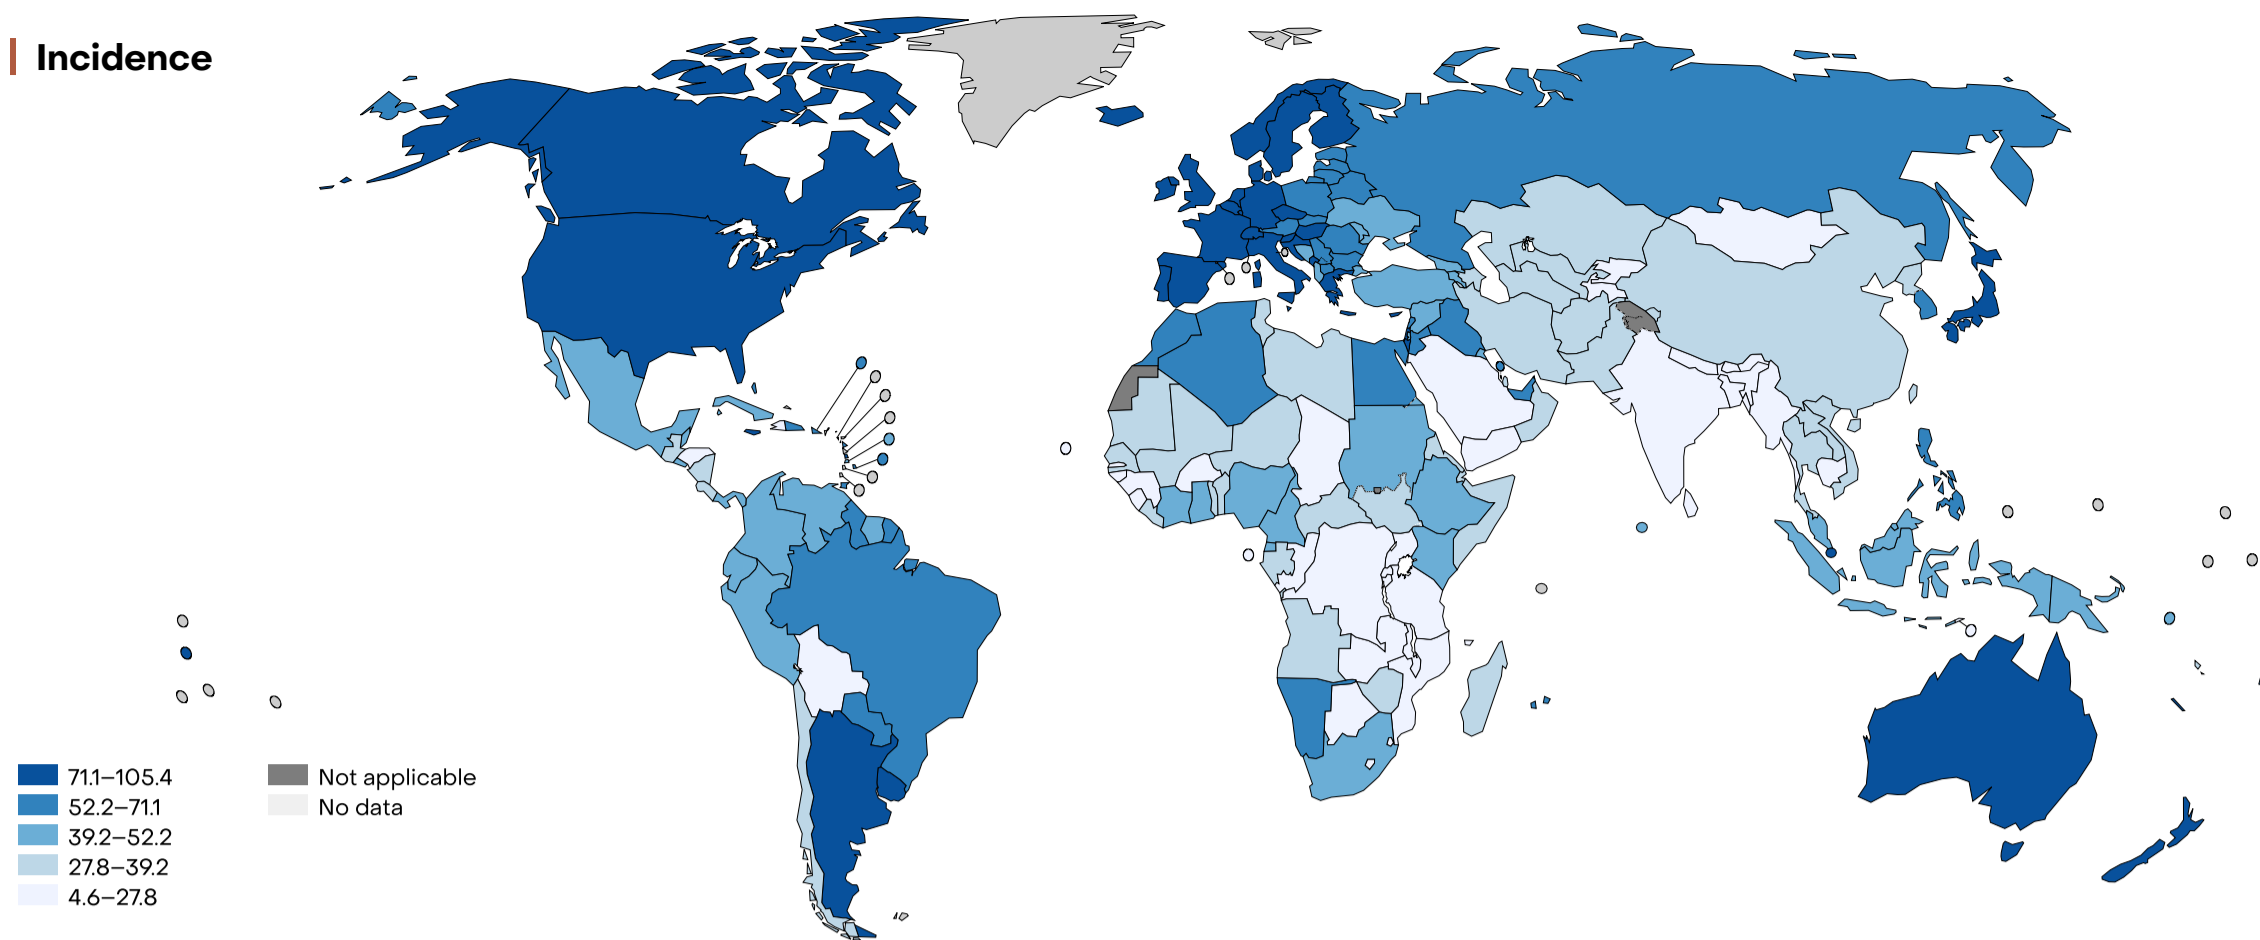 Incidence
71.1–105.4
52.2–71.1
39.2–52.2
27.8–39.2
4.6–27.8
Not applicable
No data